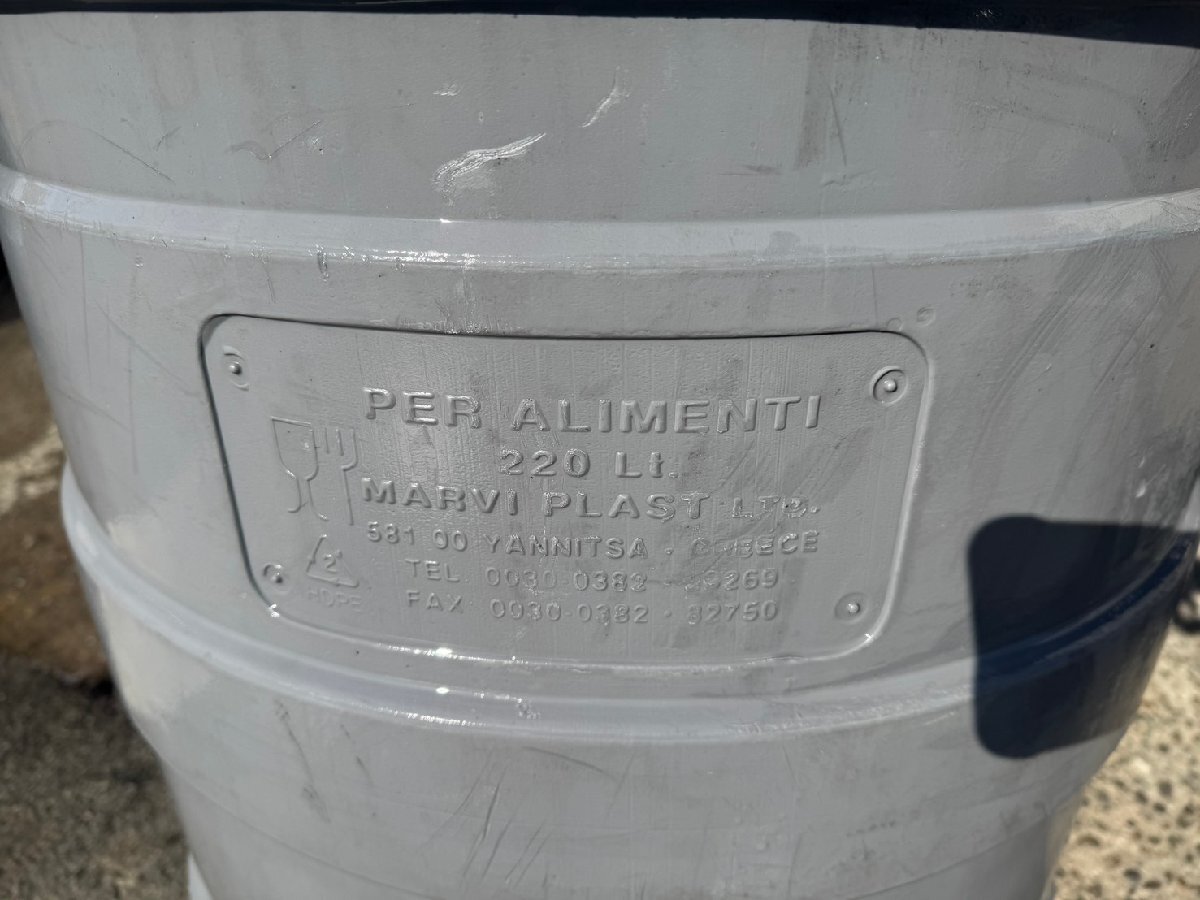 PER ALIMENTI
220 Lt.
MARVI PLAST LTD.
581 00 YANNITSA - GREECE
TEL 0030 0382
FAX 0030-0382 - 82750
2
HDPE